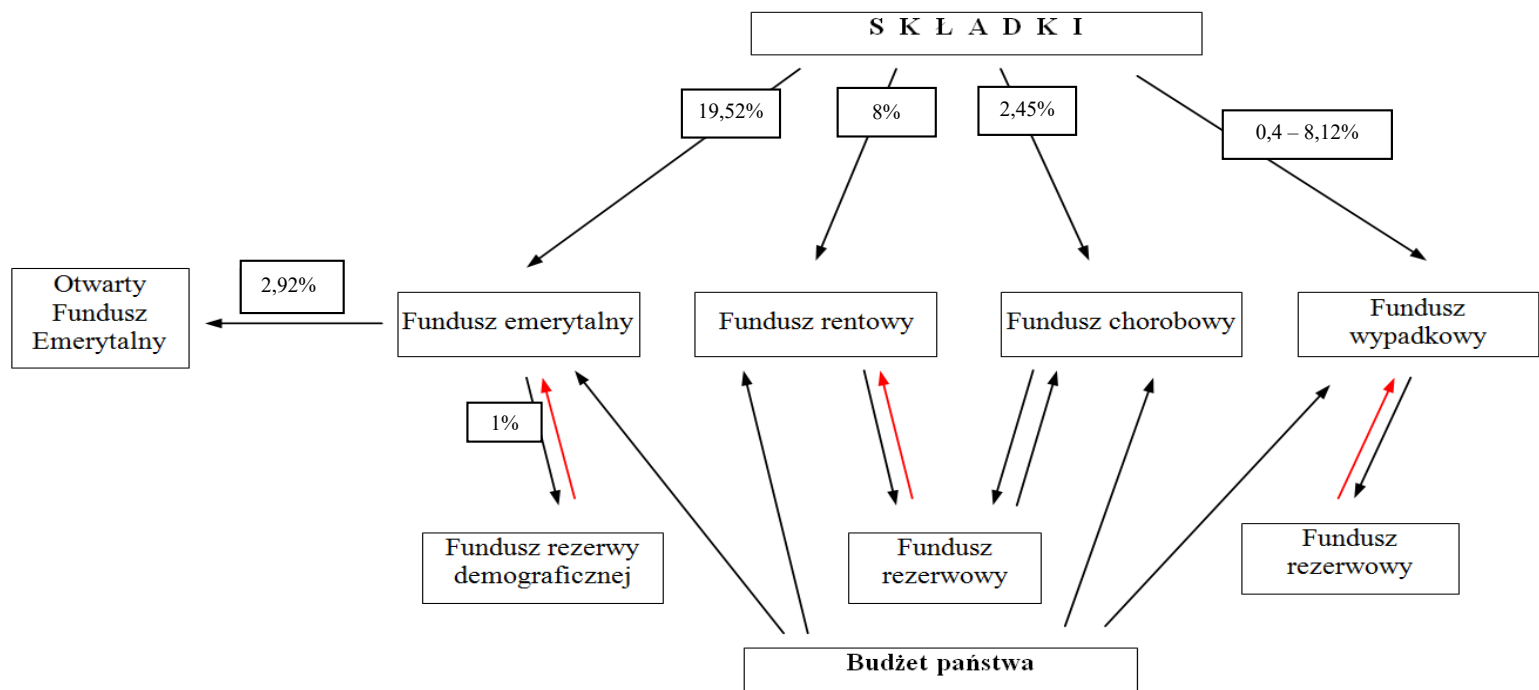 S K Ł A D K I
19,52%
8%
2,45%
0,4 – 8,12%
Otwarty
Fundusz
Emerytalny
2,92%
Fundusz emerytalny
Fundusz rentowy
Fundusz chorobowy
Fundusz
wypadkowy
1%
Fundusz rezerwy
demograficznej
Fundusz
rezerwowy
Fundusz
rezerwowy
Budżet państwa